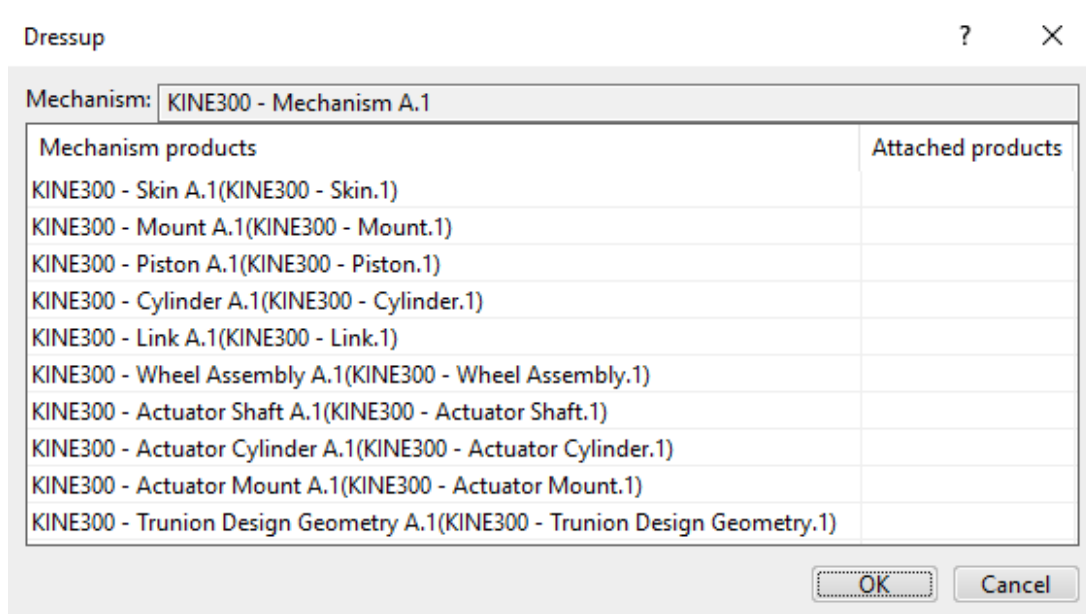 Dressup ?
Mechanism: KINE300 - Mechanism A.1
Mechanism products Attached products
KINE300 - Skin A.1(KINE300 - Skin.1)
KINE300 - Mount A.1(KINE300 - Mount.1)
KINE300 - Piston A.1(KINE300 - Piston.1)
KINE300 - Cylinder A.1(KINE300 - Cylinder.1)
KINE300 - Link A.1(KINE300 - Link.1)
KINE300 - Wheel Assembly A.1(KINE300 - Wheel Assembly.1)
KINE300 - Actuator Shaft A.1(KINE300 - Actuator Shaft.1)
KINE300 - Actuator Cylinder A.1(KINE300 - Actuator Cylinder.1)
KINE300 - Actuator Mount A.1(KINE300 - Actuator Mount.1)
KINE300 - Trunion Design Geometry A.1(KINE300 - Trunion Design Geometry.1)
OK Cancel